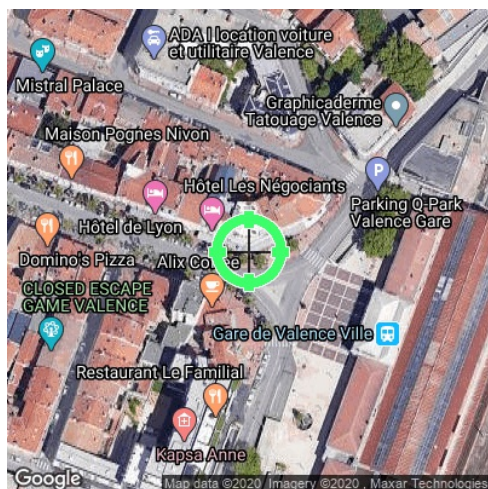 ADA | location voiture
et utilitaire Valence
Mistral Palace
Graphicaderme
Tatouage Valence
Maison Pognes Nivon
P
Hôtel Les Négociants
Parking Q-Park
Valence Gare
Hôtel de Lyon
Domino's Pizza
Alix Co
CLOSED ESCAPE
GAME VALENCE
Gare de Valence Ville
Restaurant Le Familial
Kapsa Anne
Google
Map data ©2020 Imagery ©2020 , Maxar Technologies